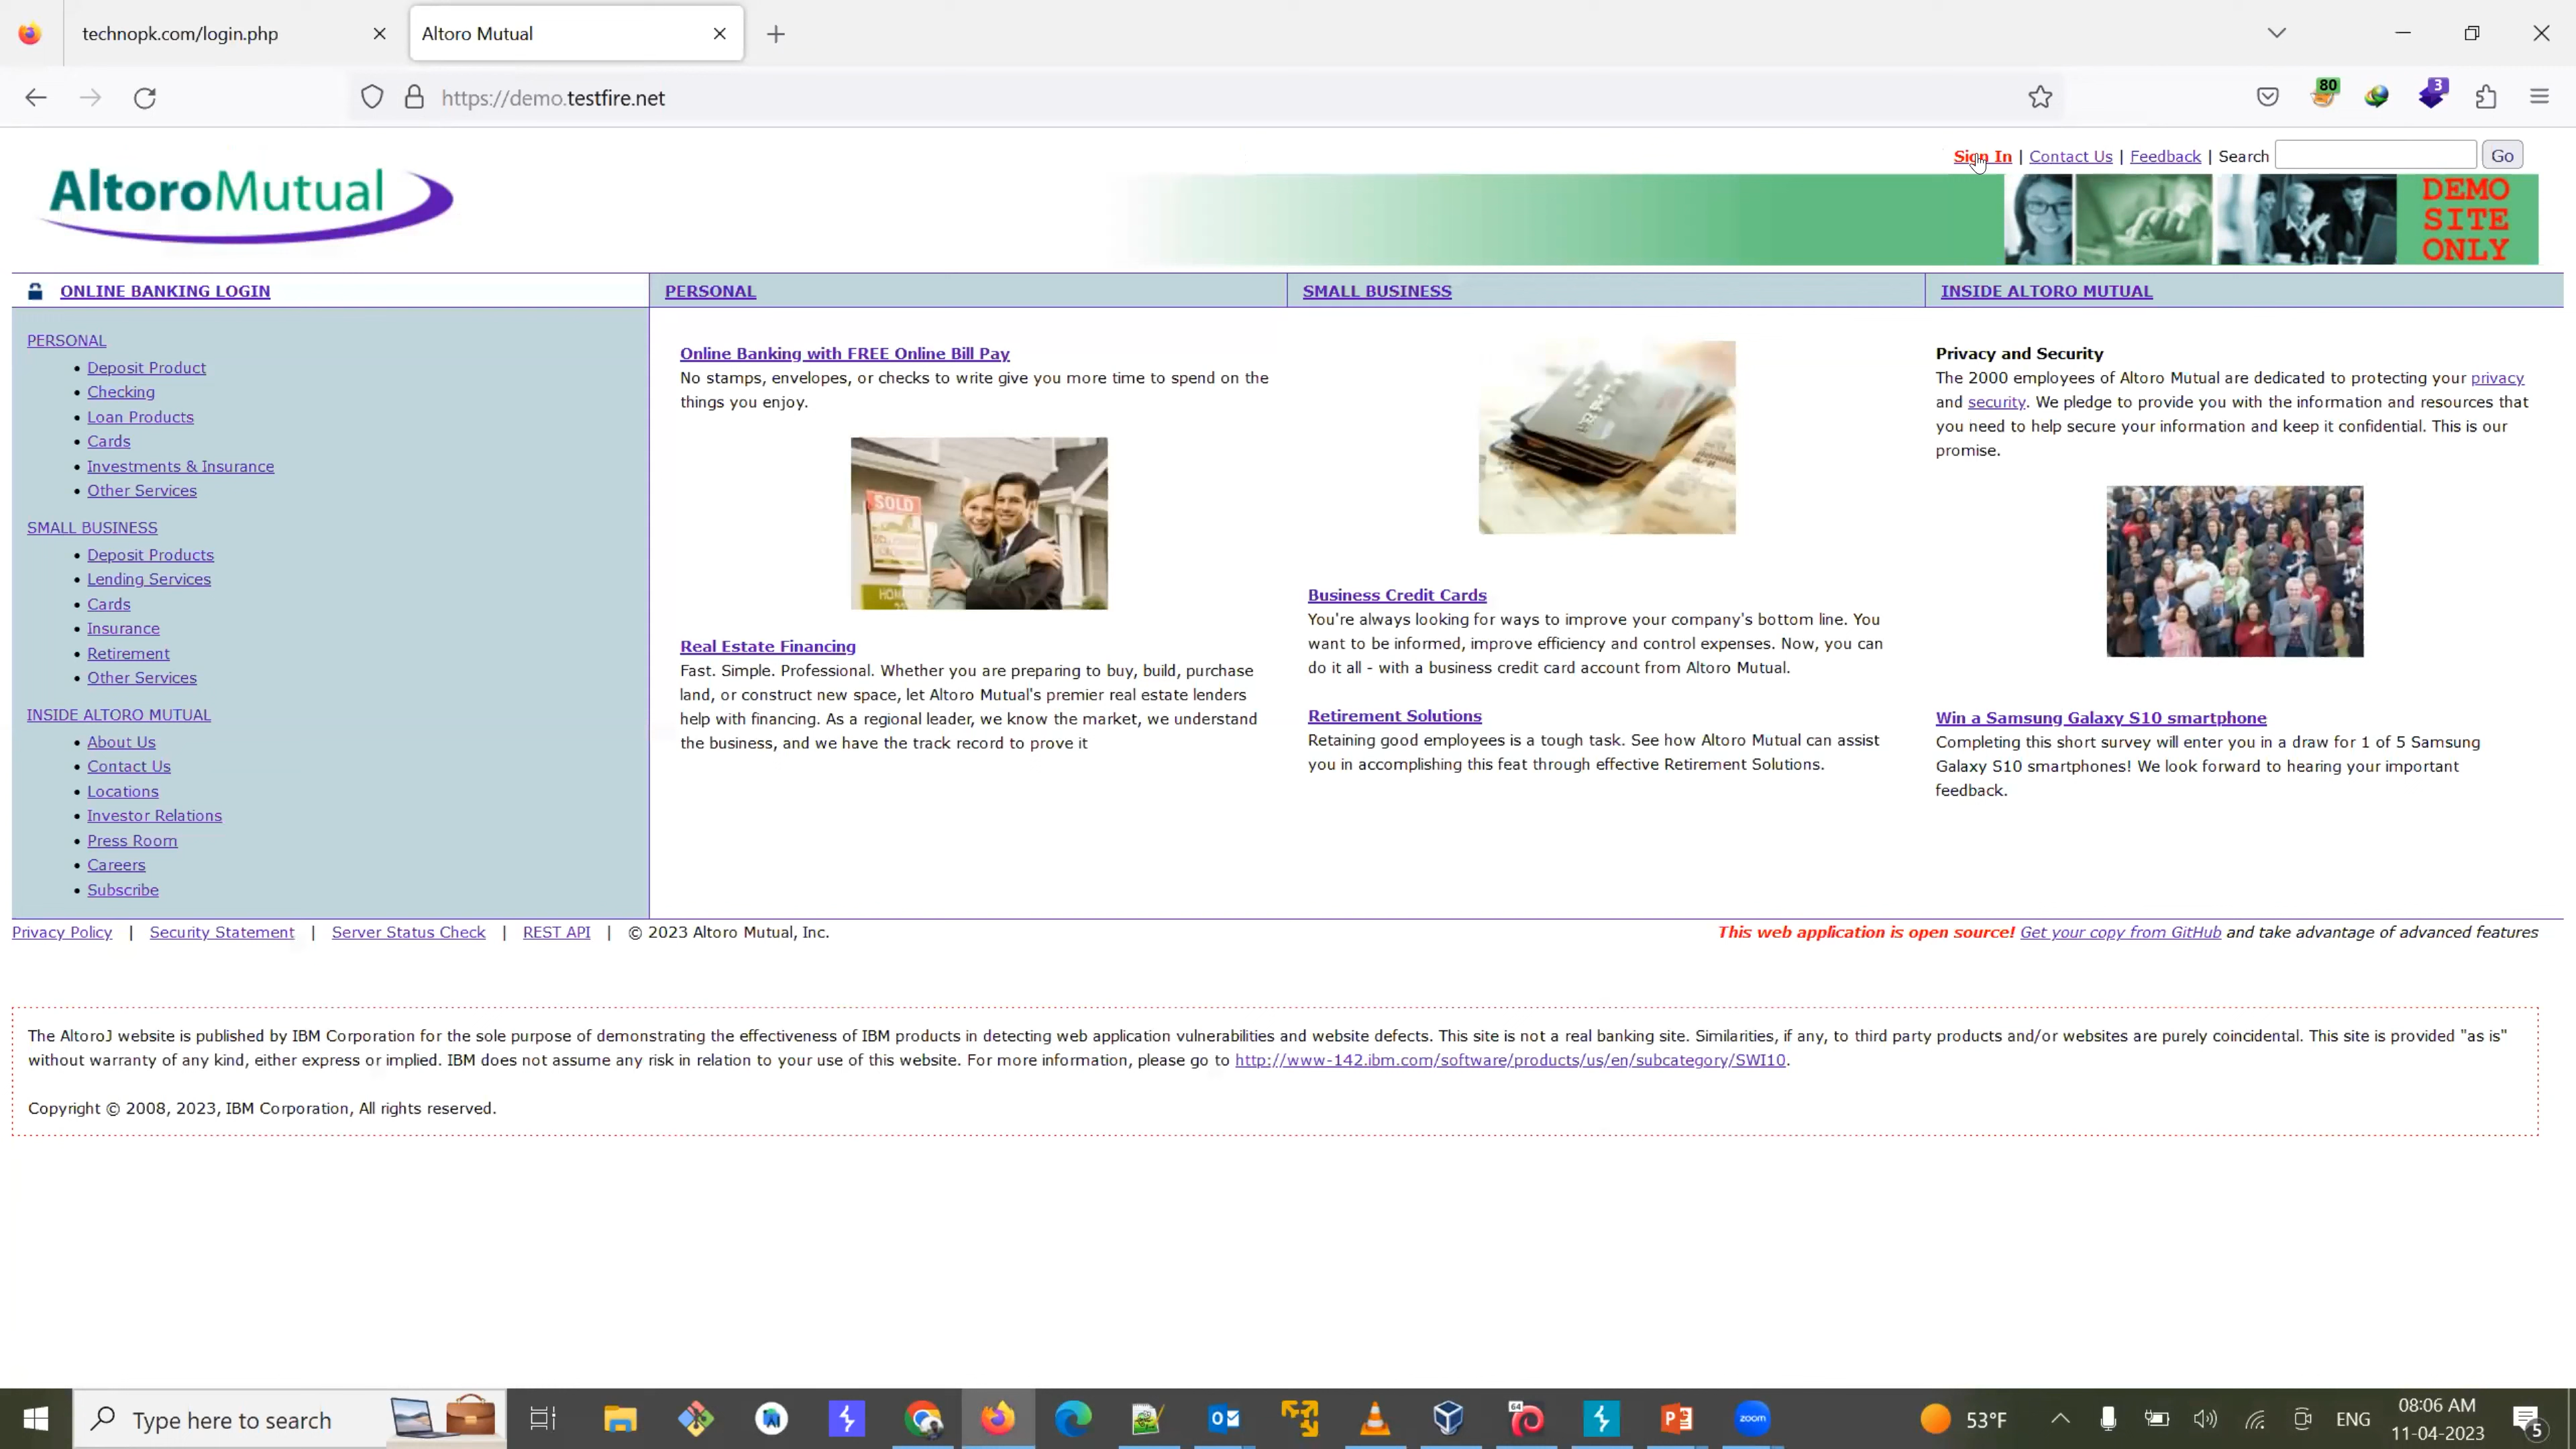 technopk.com/login.php
Altoro Mutual
https://demo.testfire.net
80
3
Sign In | Contact Us | Feedback | Search
Go
AltoroMutual
DEMO
SITE
ONLY
ONLINE BANKING LOGIN
PERSONAL
SMALL BUSINESS
INSIDE ALTORO MUTUAL
PERSONAL
• Deposit Product
• Checking
• Loan Products
• Cards
• Investments & Insurance
• Other Services
SMALL BUSINESS
• Deposit Products
• Lending Services
• Cards
• Insurance
• Retirement
• Other Services
INSIDE ALTORO MUTUAL
• About Us
• Contact Us
• Locations
• Investor Relations
• Press Room
• Careers
• Subscribe
Online Banking with FREE Online Bill Pay
No stamps, envelopes, or checks to write give you more time to spend on the
things you enjoy.
SOLD
Real Estate Financing
Fast. Simple. Professional. Whether you are preparing to buy, build, purchase
land, or construct new space, let Altoro Mutual's premier real estate lenders
help with financing. As a regional leader, we know the market, we understand
the business, and we have the track record to prove it
Business Credit Cards
You're always looking for ways to improve your company's bottom line. You
want to be informed, improve efficiency and control expenses. Now, you can
do it all - with a business credit card account from Altoro Mutual.
Retirement Solutions
Retaining good employees is a tough task. See how Altoro Mutual can assist
you in accomplishing this feat through effective Retirement Solutions.
Privacy and Security
The 2000 employees of Altoro Mutual are dedicated to protecting your privacy
and security. We pledge to provide you with the information and resources that
you need to help secure your information and keep it confidential. This is our
promise.
Win a Samsung Galaxy S10 smartphone
Completing this short survey will enter you in a draw for 1 of 5 Samsung
Galaxy S10 smartphones! We look forward to hearing your important
feedback.
Privacy Policy | Security Statement | Server Status Check | REST API | © 2023 Altoro Mutual, Inc.
This web application is open source! Get your copy from GitHub and take advantage of advanced features
The AltoroJ website is published by IBM Corporation for the sole purpose of demonstrating the effectiveness of IBM products in detecting web application vulnerabilities and website defects. This site is not a real banking site. Similarities, if any, to third party products and/or websites are purely coincidental. This site is provided "as is"
without warranty of any kind, either express or implied. IBM does not assume any risk in relation to your use of this website. For more information, please go to http://www-142.ibm.com/software/products/us/en/subcategory/SWI10.
Copyright © 2008, 2023, IBM Corporation, All rights reserved.
Type here to search
64
zoom
53°F
ENG
08:06 AM
11-04-2023
5